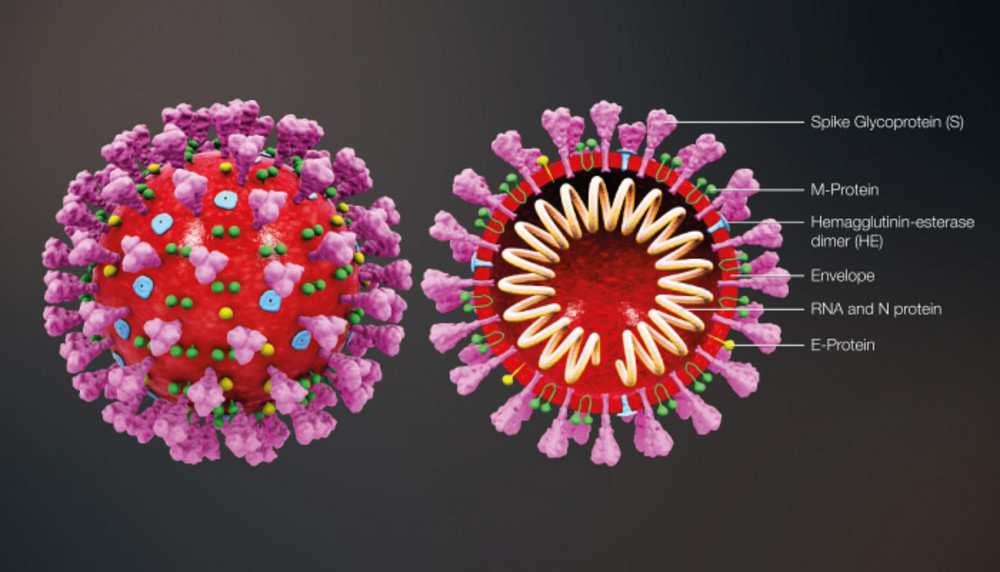 Spike Glycoprotein (S)
M-Protein
Hemagglutinin-esterase
dimer (HE)
Envelope
RNA and N protein
E-Protein